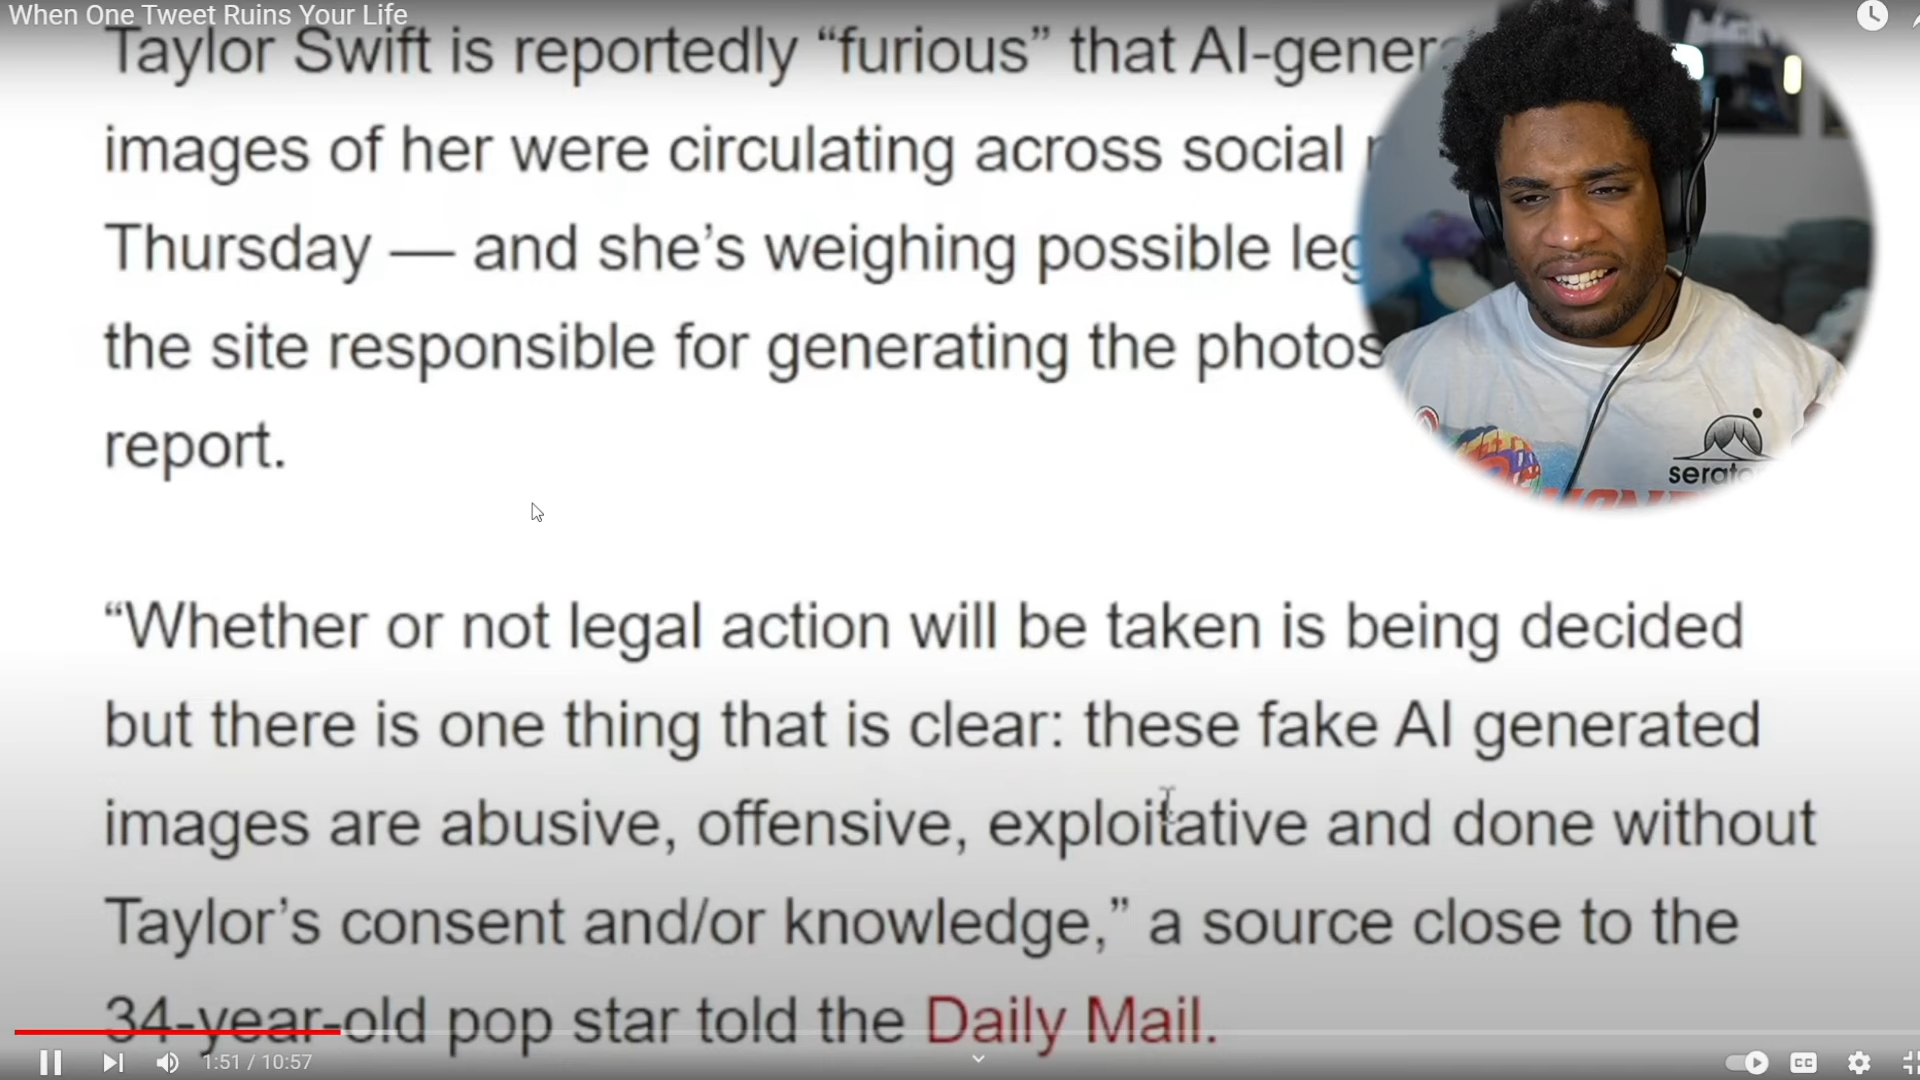 When One Tweet Ruins Your Life
Taylor Swift is reportedly “furious” that
images of her were circulating across social
Thursday — and she’s weighing possible
the site responsible for generating the photos
report.
“Whether or not legal action will be taken is being decided
but there is one thing that is clear: these fake AI generated
images are abusive, offensive, exploitative and done without
Taylor’s consent and/or knowledge,” a source close to the
34-year-old pop star told the Daily Mail.
1:51 / 10:57
CC